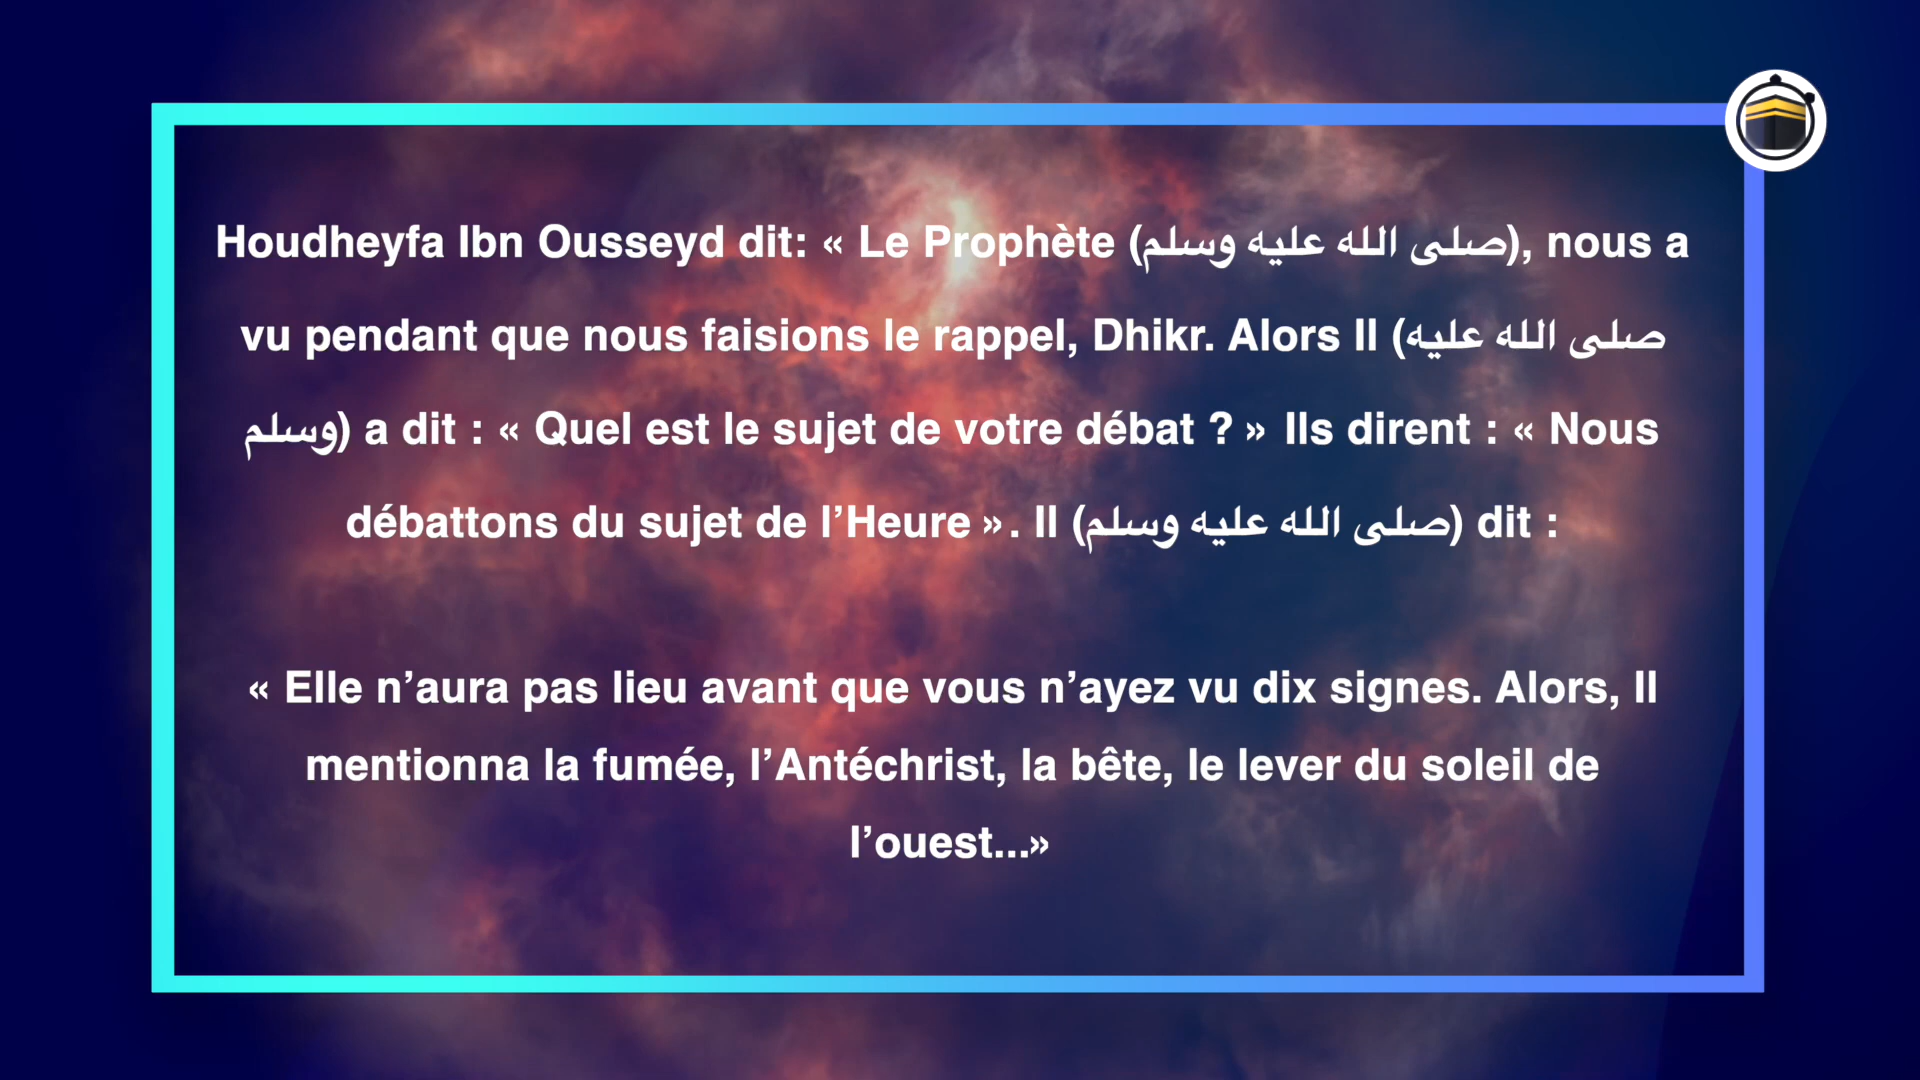 Houdheyfa Ibn Ousseyd dit: « Le Prophète (صلى الله عليه وسلم), nous a
vu pendant que nous faisions le rappel, Dhikr. Alors Il (صلى الله عليه
وسلم) a dit : « Quel est le sujet de votre débat ? » Ils dirent : « Nous
débattons du sujet de l’Heure ». Il (صلى الله عليه وسلم) dit :
« Elle n’aura pas lieu avant que vous n’ayez vu dix signes. Alors, Il
mentionna la fumée, l’Antéchrist, la bête, le lever du soleil de
l’ouest...»